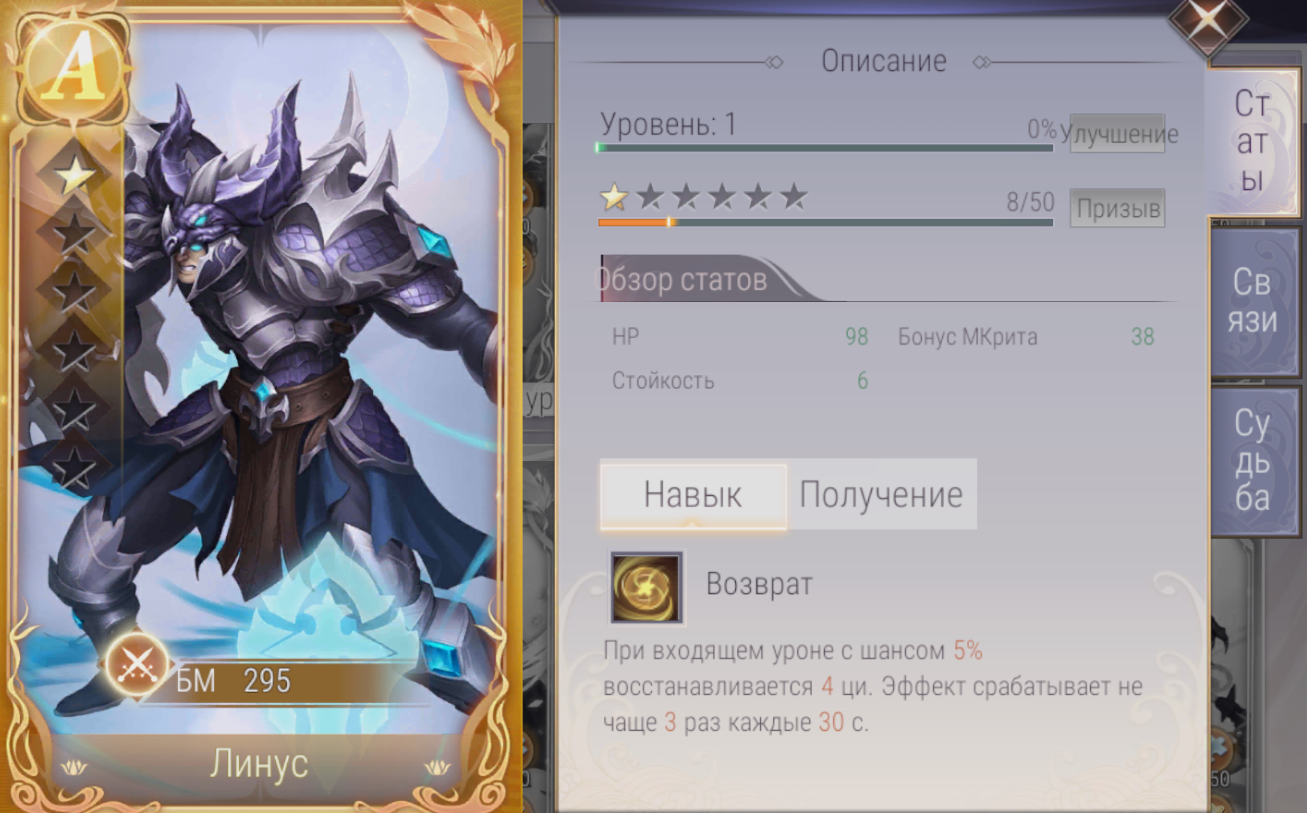 A
БМ 295
Линус
Описание
Уровень: 1
0%
Улучшение
8/50
Призыв
Обзор статов
HP 98 Бонус МКрита 38
Стойкость 6
Навык
Получение
Возврат
При входящем уроне с шансом 5%
восстанавливается 4 ци. Эффект срабатывает не
чаще 3 раз каждые 30 с.
Ст
ат
ы
Св
язи
Су
дь
ба
ур
50